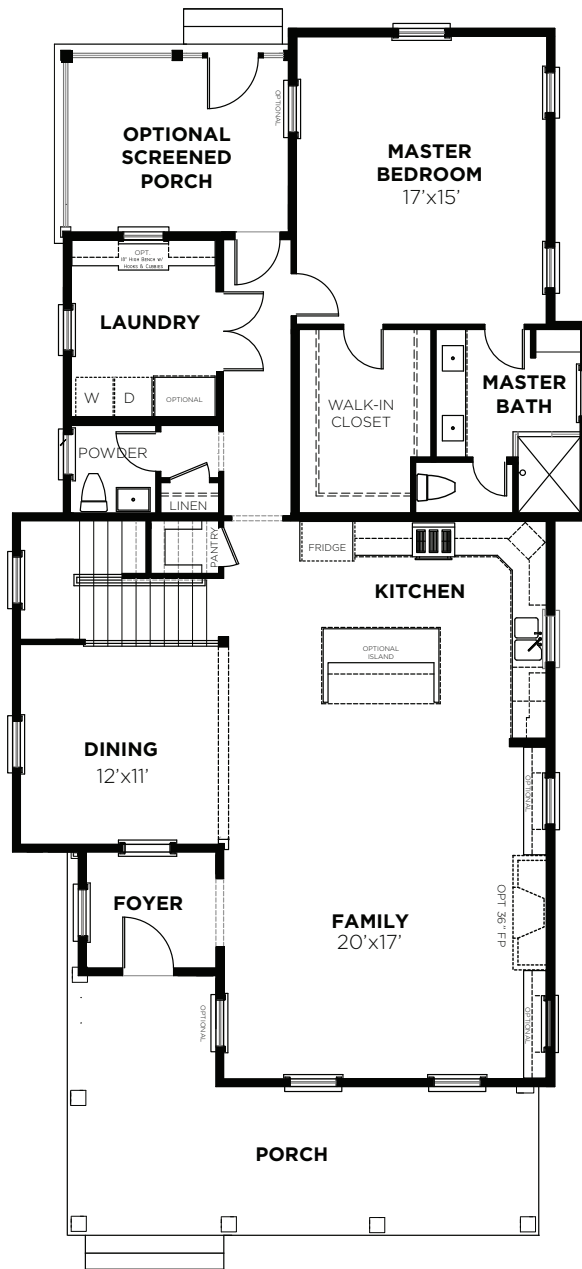 OPTIONAL
SCREENED
PORCH
OPTIONAL
MASTER
BEDROOM
17'x15'
OPT.
18" High Bench w/
Hooks & Cubbies
LAUNDRY
W
D
OPTIONAL
WALK-IN
CLOSET
MASTER
BATH
POWDER
LINEN
PANTRY
FRIDGE
KITCHEN
OPTIONAL
ISLAND
DINING
12'x11'
OPTIONAL
FOYER
FAMILY
20'x17'
OPT 36" FP
OPTIONAL
OPTIONAL
PORCH